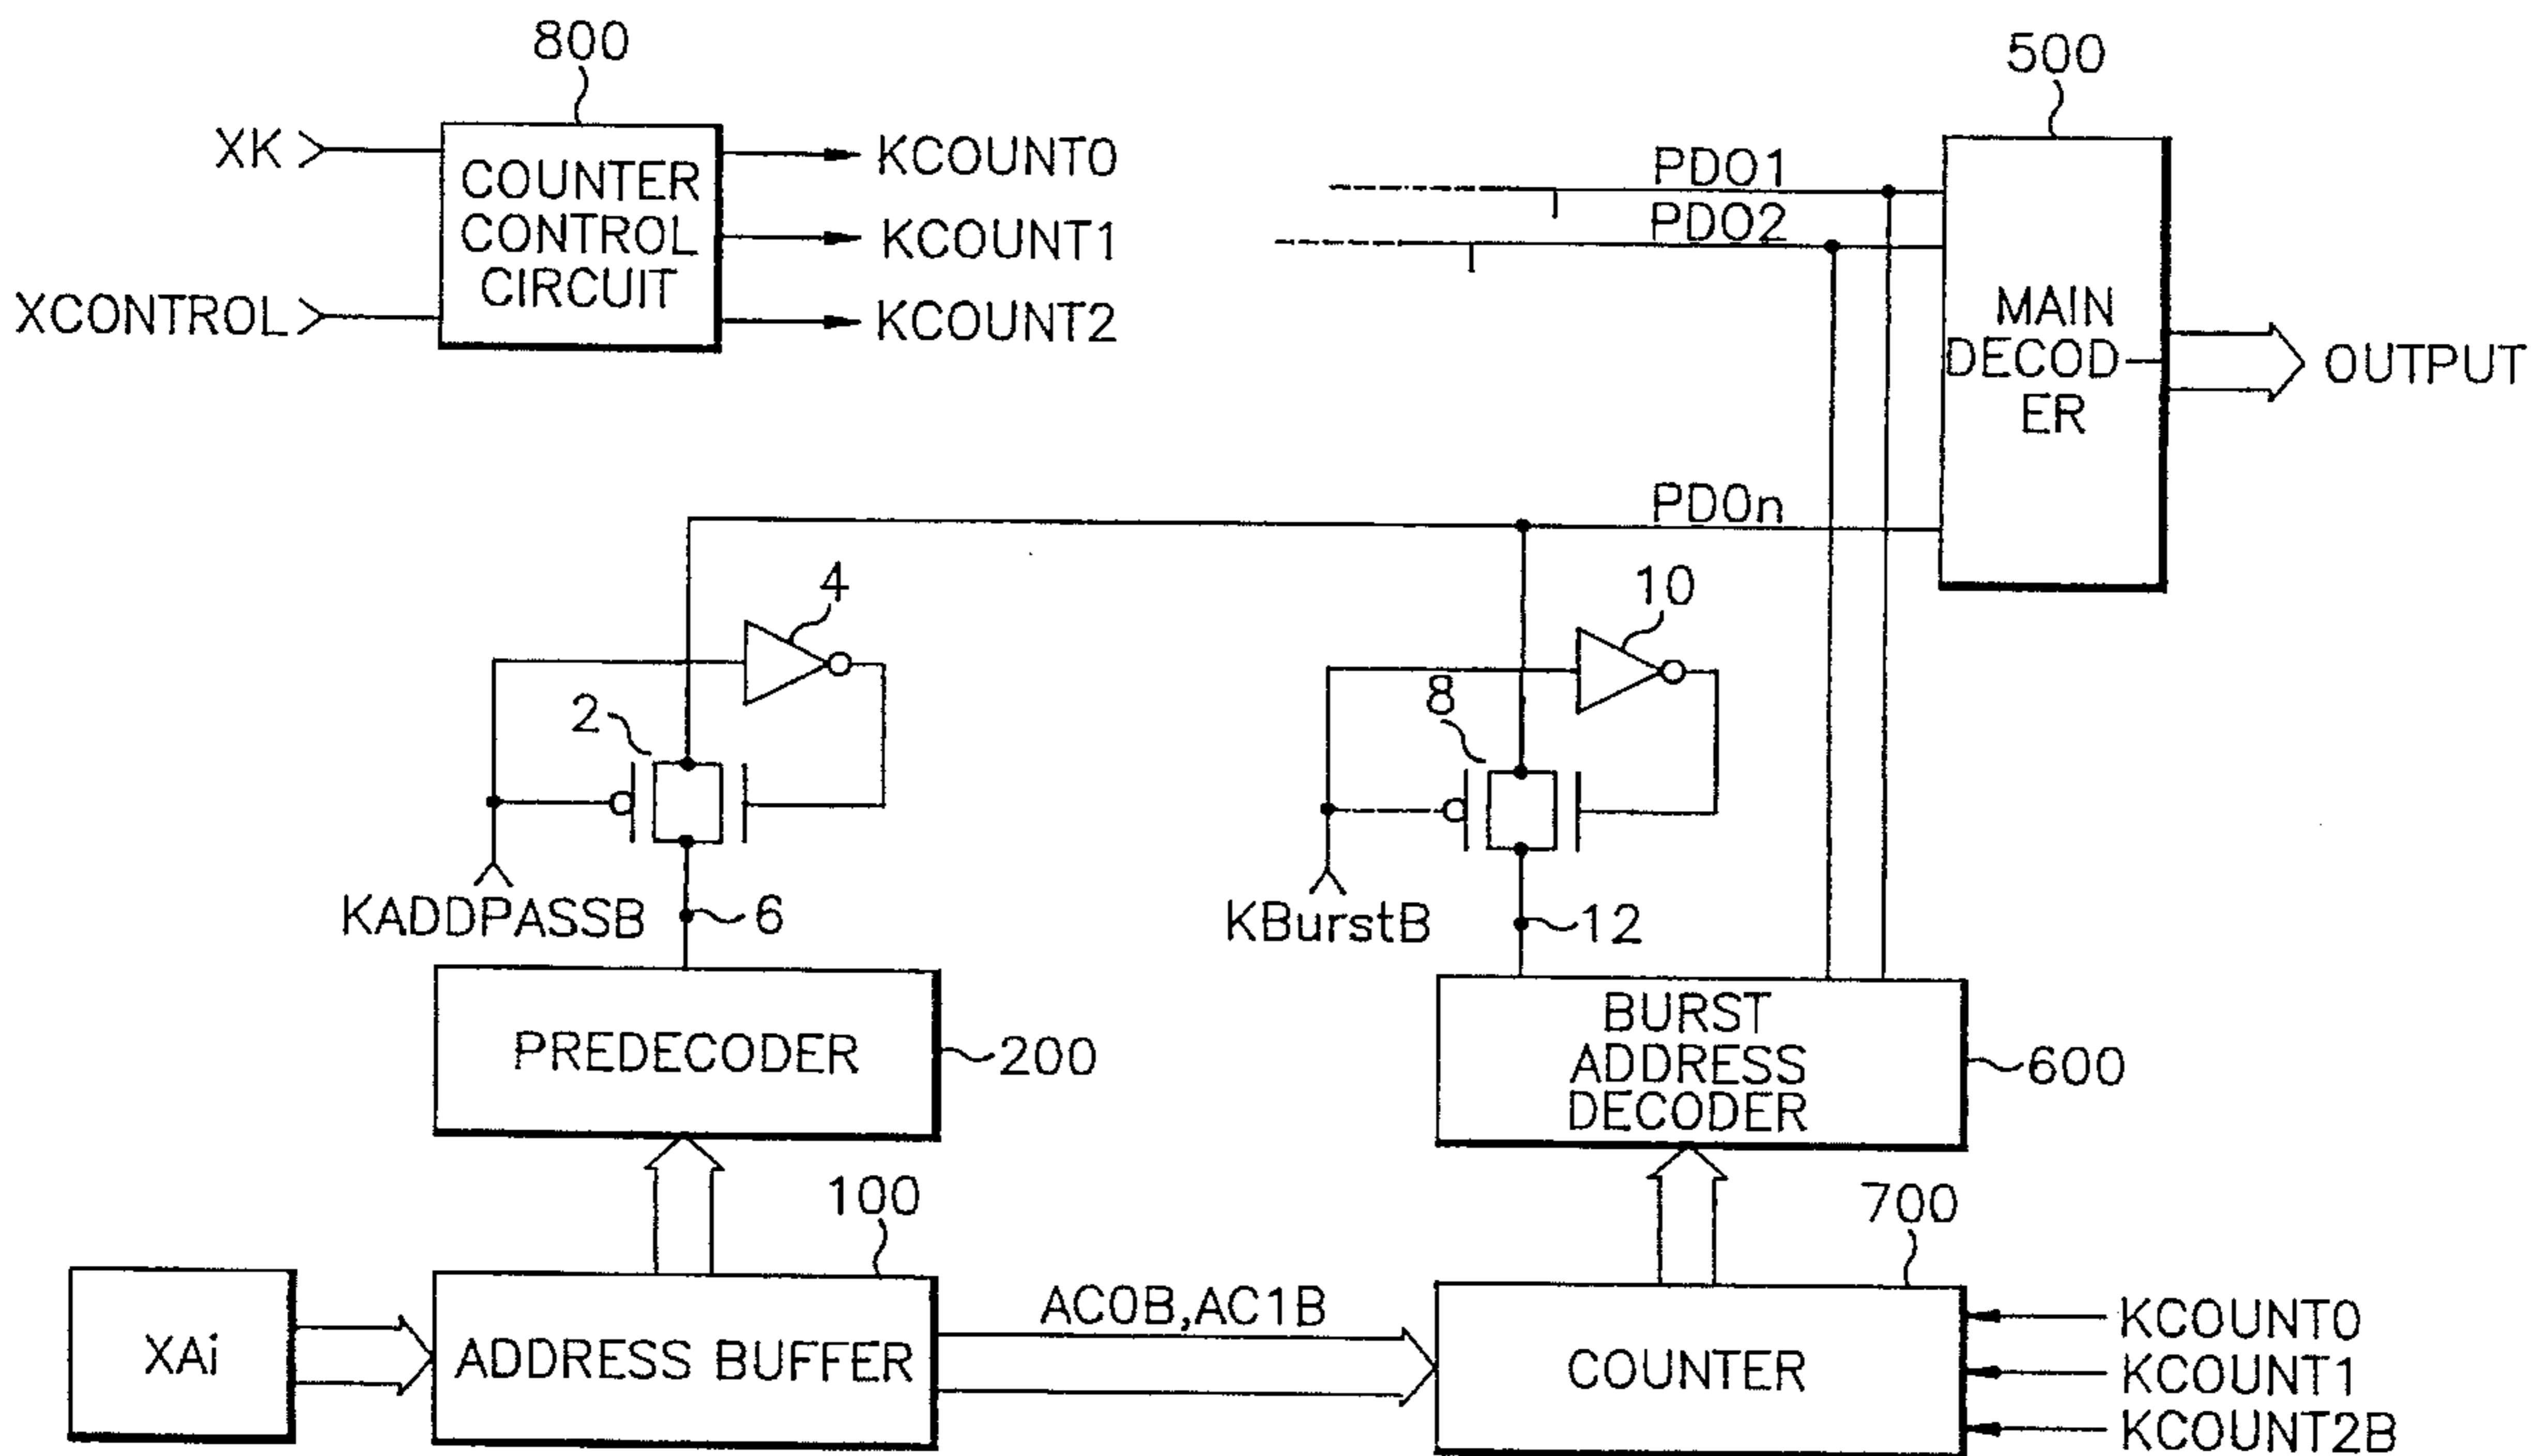 800
500
XK
COUNTER
CONTROL
CIRCUIT
XCONTROL
KCOUNT0
KCOUNT1
KCOUNT2
PDO1
PDO2
MAIN
DECOD-
ER
OUTPUT
PDOn
4
10
2
8
KADDPASSB
6
KBurstB
12
PREDECODER
200
BURST
ADDRESS
DECODER
600
100
700
XAi
ADDRESS BUFFER
AC0B,AC1B
COUNTER
KCOUNT0
KCOUNT1
KCOUNT2B